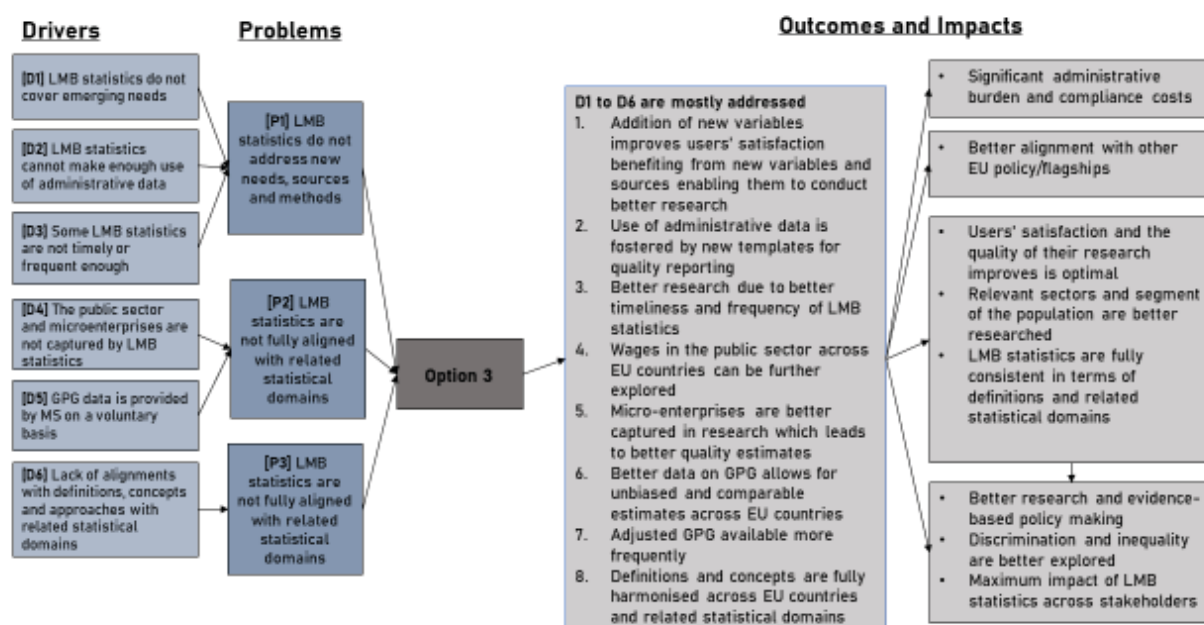 Drivers
Problems
Outcomes and Impacts
[D1] LMB statistics do not
cover emerging needs
[D2] LMB statistics
cannot make enough use
of administrative data
[D3] Some LMB statistics
are not timely or
frequent enough
[D4] The public sector
and microenterprises are
not captured by LMB
statistics
[D5] GPG data is provided
by MS on a voluntary
basis
[D6] Lack of alignments
with definitions, concepts
and approaches with
related statistical
domains
[P1] LMB
statistics do not
address new
needs, sources
and methods
[P2] LMB
statistics are
not fully aligned
with related
statistical
domains
[P3] LMB
statistics are
not fully aligned
with related
statistical
domains
Option 3
D1 to D6 are mostly addressed
1. Addition of new variables
improves users' satisfaction
benefiting from new variables and
sources enabling them to conduct
better research
2. Use of administrative data is
fostered by new templates for
quality reporting
3. Better research due to better
timeliness and frequency of LMB
statistics
4. Wages in the public sector across
EU countries can be further
explored
5. Micro-enterprises are better
captured in research which leads
to better quality estimates
6. Better data on GPG allows for
unbiased and comparable
estimates across EU countries
7. Adjusted GPG available more
frequently
8. Definitions and concepts are fully
harmonised across EU countries
and related statistical domains
• Significant administrative
burden and compliance costs
• Better alignment with other
EU policy/flagships
• Users' satisfaction and the
quality of their research
improves is optimal
• Relevant sectors and segment
of the population are better
researched
• LMB statistics are fully
consistent in terms of
definitions and related
statistical domains
• Better research and evidence-
based policy making
• Discrimination and inequality
are better explored
• Maximum impact of LMB
statistics across stakeholders